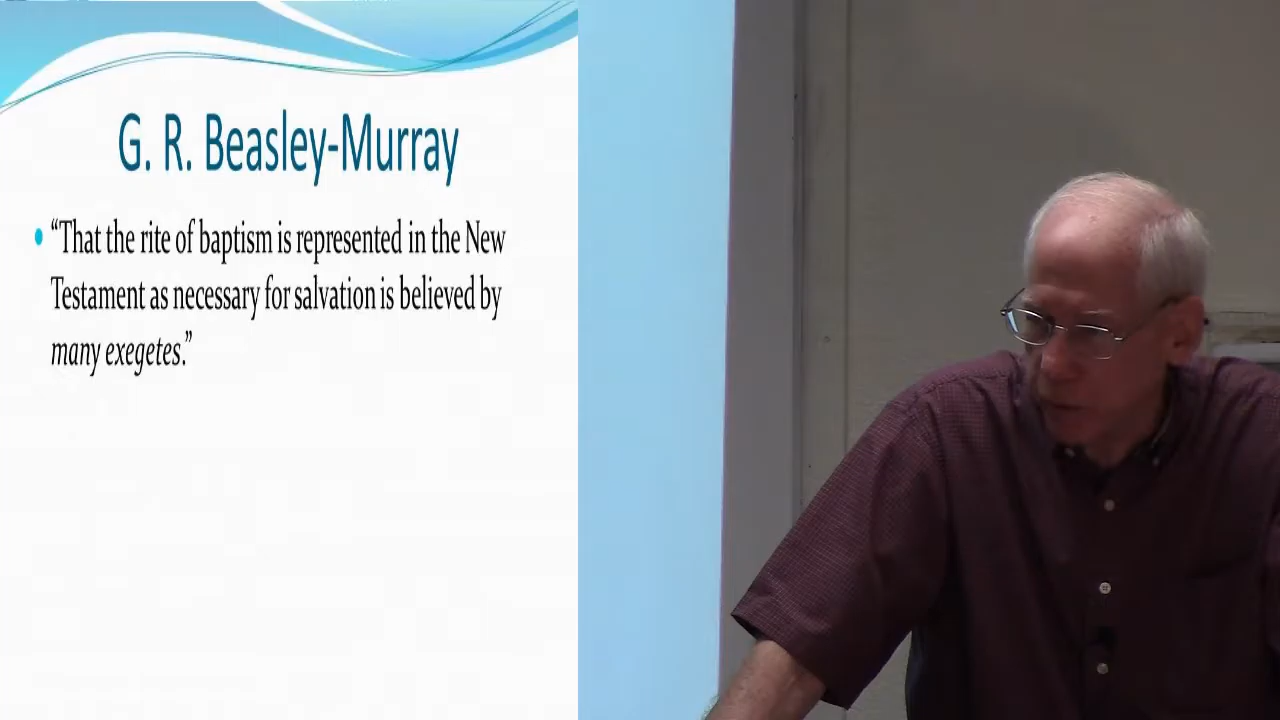 G. R. Beasley-Murray
• “That the rite of baptism is represented in the New
Testament as necessary for salvation is believed by
many exegetes.”